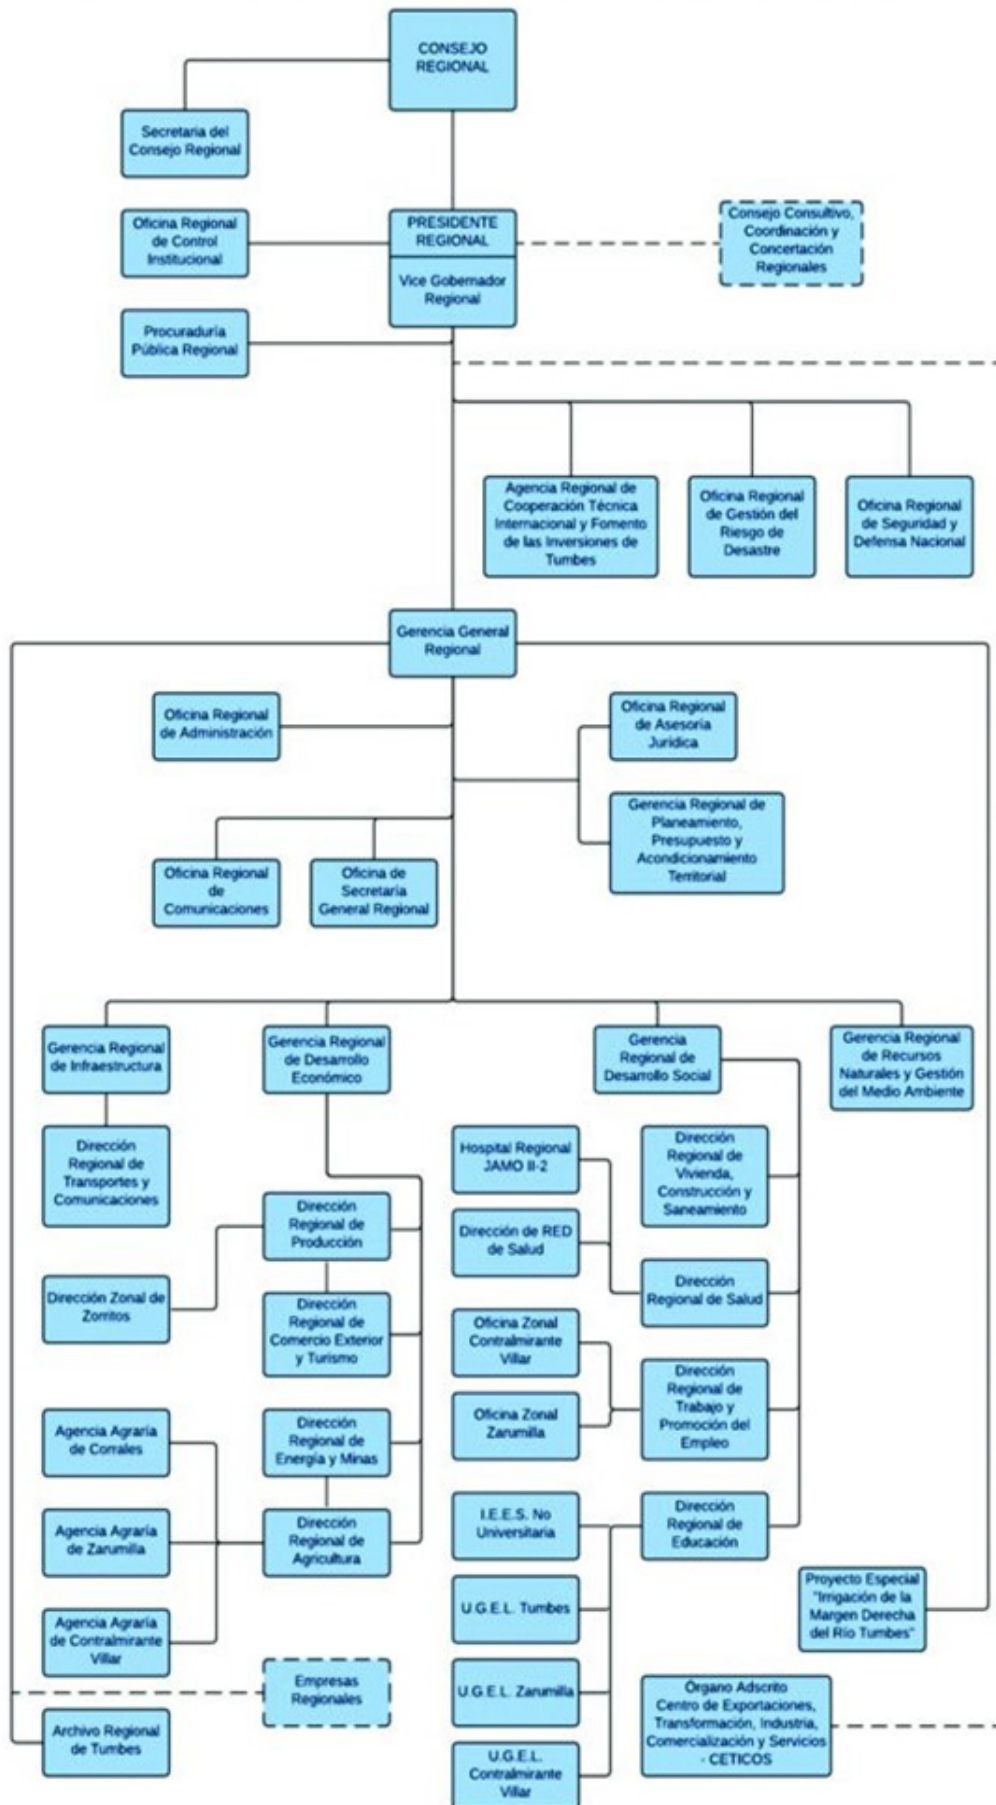 CONSEJO
REGIONAL
Secretaria del
Consejo Regional
Oficina Regional
de Control
Institucional
PRESIDENTE
REGIONAL
Vice Gobernador
Regional
Consejo Consultivo,
Coordinación y
Concertación
Regionales
Procuraduría
Pública Regional
Agencia Regional de
Cooperación Técnica
Internacional y Fomento
de las Inversiones de
Tumbes
Oficina Regional
de Gestión del
Riesgo de
Desastre
Oficina Regional
de Seguridad y
Defensa Nacional
Gerencia General
Regional
Oficina Regional
de Administración
Oficina Regional
de Asesoría
Jurídica
Gerencia Regional de
Planeamiento,
Presupuesto y
Acondicionamiento
Territorial
Oficina Regional
de
Comunicaciones
Oficina de
Secretaría
General Regional
Gerencia Regional
de Infraestructura
Gerencia Regional
de Desarrollo
Económico
Gerencia
Regional de
Desarrollo Social
Gerencia Regional
de Recursos
Naturales y Gestión
del Medio Ambiente
Dirección
Regional de
Transportes y
Comunicaciones
Hospital Regional
JAMO II-2
Dirección
Regional de
Vivienda,
Construcción y
Saneamiento
Dirección
Regional de
Producción
Dirección de RED
de Salud
Dirección Zonal de
Zorritos
Dirección
Regional de Salud
Dirección
Regional de
Comercio Exterior
y Turismo
Oficina Zonal
Contralmirante
Villar
Dirección
Regional de
Trabajo y
Promoción del
Empleo
Oficina Zonal
Zarumilla
Agencia Agraría
de Corrales
Dirección
Regional de
Energía y Minas
I.E.E.S. No
Universitaria
Dirección
Regional de
Educación
Agencia Agraría
de Zarumilla
Dirección
Regional de
Agricultura
U.G.E.L. Tumbes
Proyecto Especial
"Irrigación de la
Margen Derecha
del Río Tumbes"
Agencia Agraría
de Contralmirante
Villar
Empresas
Regionales
U.G.E.L. Zarumilla
Órgano Adscrito
Centro de Exportaciones,
Transformación, Industria,
Comercialización y Servicios
- CETICOS
Archivo Regional
de Tumbes
U.G.E.L.
Contralmirante
Villar